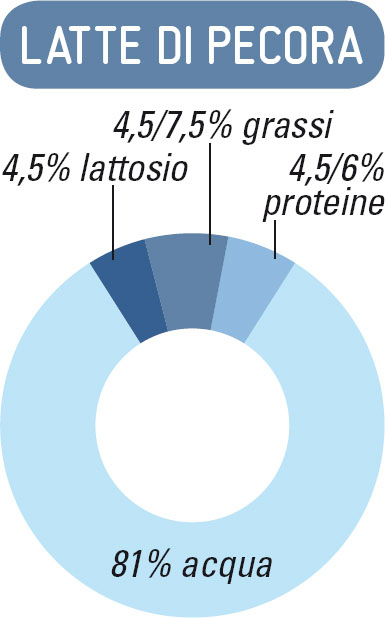 LATTE DI PECORA
4,5/7,5% grassi
4,5% lattosio
4,5/6%
proteine
81% acqua